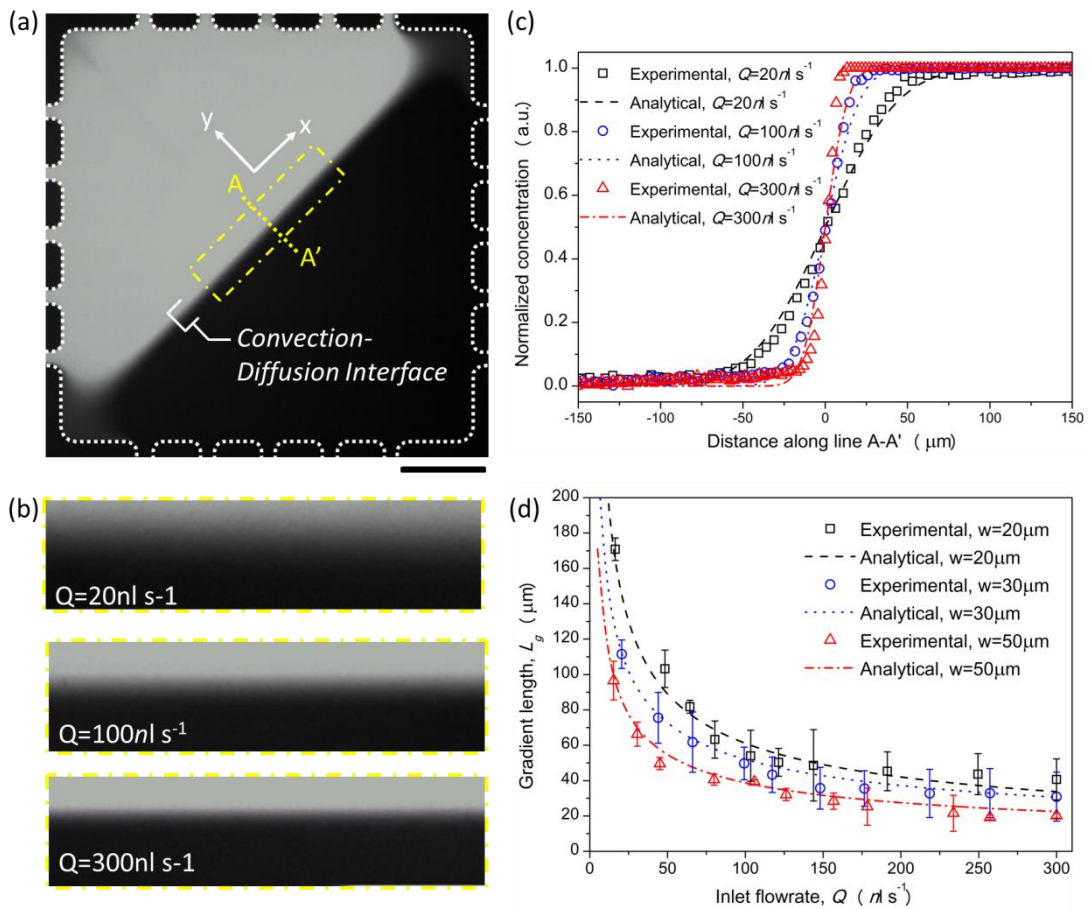 (a)
y
x
A
A'
Convection-
Diffusion Interface
(b)
Q=20nl s-1
Q=100nl s⁻¹
Q=300nl s-1
(c)
Normalized concentration (a.u.)
1.0
0.8
0.6
0.4
0.2
0.0
Experimental, Q=20nl s⁻¹
Analytical, Q=20nl s⁻¹
Experimental, Q=100nl s⁻¹
Analytical, Q=100nl s⁻¹
Experimental, Q=300nl s⁻¹
Analytical, Q=300nl s⁻¹
-150 -100 -50 0 50 100 150
Distance along line A-A' ( μm)
(d)
Gradient length, L_g (μm)
200
180
160
140
120
100
80
60
40
20
0
Experimental, w=20μm
Analytical, w=20μm
Experimental, w=30μm
Analytical, w=30μm
Experimental, w=50μm
Analytical, w=50μm
0 50 100 150 200 250 300
Inlet flowrate, Q ( nl s⁻¹)